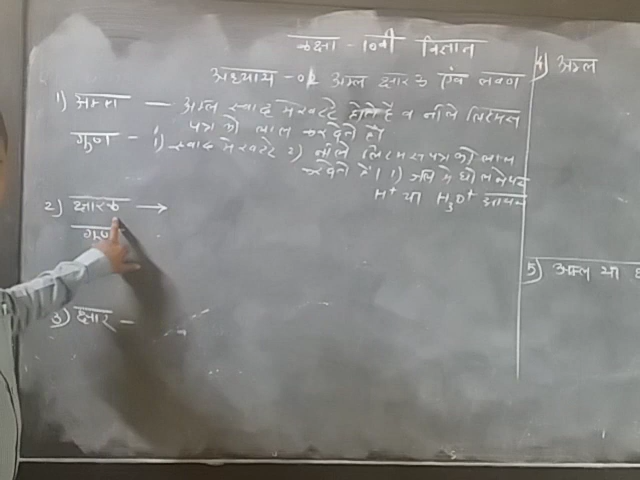 कक्षा - 10वी विज्ञान
अध्याय - 02 अम्ल क्षारक एवं लवण
1) अम्ल — अम्ल स्वाद में खट्टे होते है व नीले लिटमस
पत्र को लाल कर देते है।
गुण - 1) स्वाद में खट्टे 2) नीले लिटमस पत्र को लाल
कर देते है। 1) जल में घोलने पर
H⁺ या H₃O⁺ आयन
2) क्षारक →
गुण
3) क्षार -
4) अम्ल
5) अम्ल या